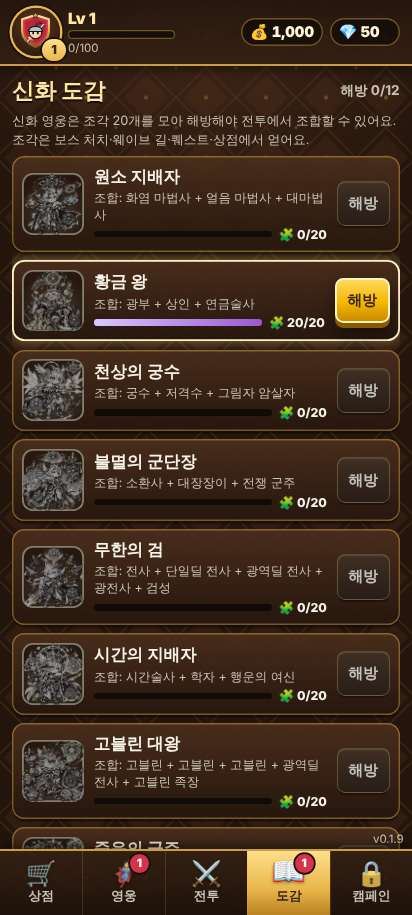 Lv 1
0/100
1
1,000
50
신화 도감
해방 0/12
신화 영웅은 조각 20개를 모아 해방해야 전투에서 조합할 수 있어요.
조각은 보스 처치·웨이브 길·퀘스트·상점에서 얻어요.
원소 지배자
조합: 화염 마법사 + 얼음 마법사 + 대마법
사
0/20
해방
황금 왕
조합: 광부 + 상인 + 연금술사
20/20
해방
천상의 궁수
조합: 궁수 + 저격수 + 그림자 암살자
0/20
해방
불멸의 군단장
조합: 소환사 + 대장장이 + 전쟁 군주
0/20
해방
무한의 검
조합: 전사 + 단일딜 전사 + 광역딜 전사 +
광전사 + 검성
0/20
해방
시간의 지배자
조합: 시간술사 + 학자 + 행운의 여신
0/20
해방
고블린 대왕
조합: 고블린 + 고블린 + 고블린 + 광역딜
전사 + 고블린 족장
0/20
해방
v0.1.9
상점
1
영웅
전투
1
도감
캠페인